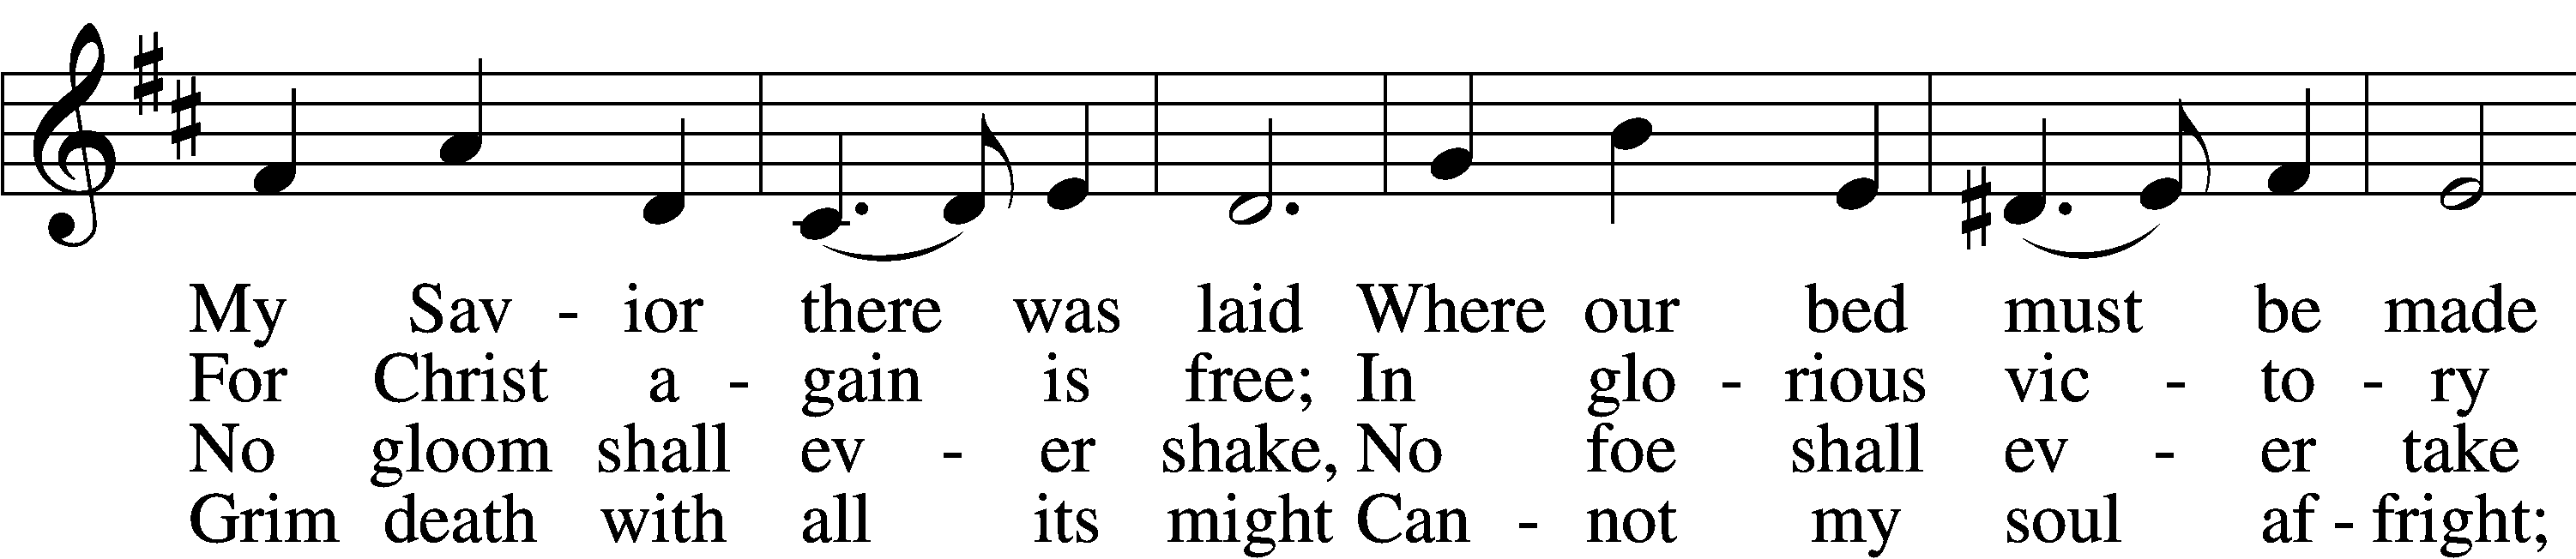 My Sav - ior there was laid Where our bed must be made
For Christ a - gain is free; In glo - rious vic - to - ry
No gloom shall ev - er shake, No foe shall ev - er take
Grim death with all its might Can - not my soul af - fright;